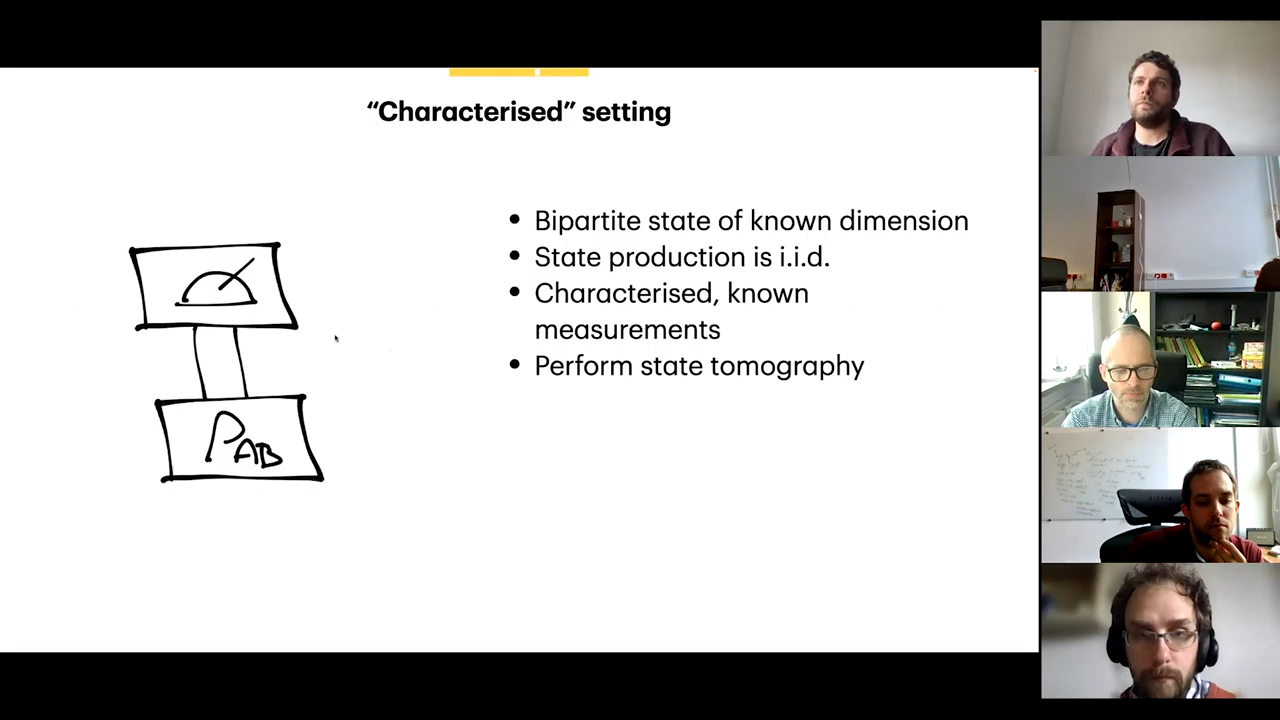 “Characterised” setting
• Bipartite state of known dimension
• State production is i.i.d.
• Characterised, known
measurements
• Perform state tomography
ρAB